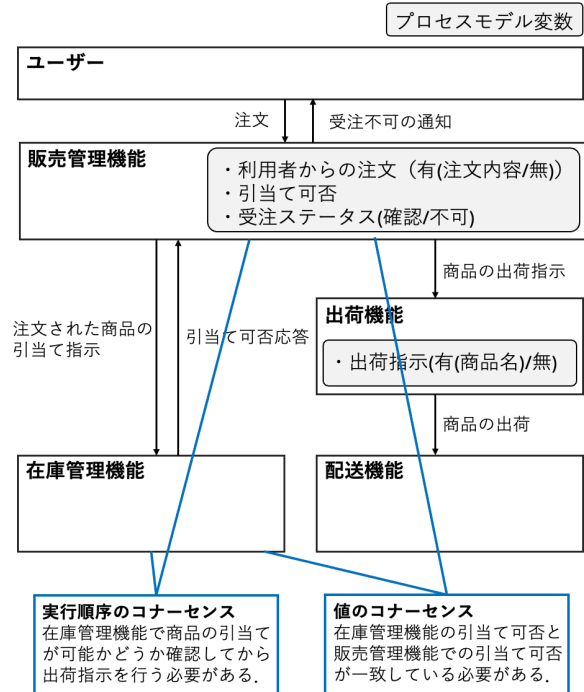 プロセスモデル変数
ユーザー
注文
受注不可の通知
販売管理機能
・利用者からの注文（有(注文内容/無)）
・引当て可否
・受注ステータス(確認/不可)
商品の出荷指示
注文された商品の
引当て指示
引当て可否応答
出荷機能
・出荷指示(有(商品名)/無)
商品の出荷
在庫管理機能
配送機能
実行順序のコナーセンス
在庫管理機能で商品の引当て
が可能かどうか確認してから
出荷指示を行う必要がある．
値のコナーセンス
在庫管理機能の引当て可否と
販売管理機能での引当て可否
が一致している必要がある．